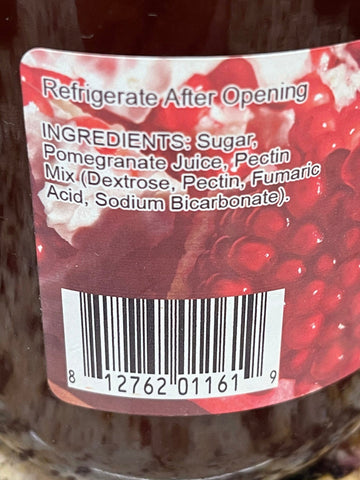 Refrigerate After Opening
INGREDIENTS: Sugar,
Pomegranate Juice, Pectin
Mix (Dextrose, Pectin, Fumaric
Acid, Sodium Bicarbonate).
8 12762 01161 9